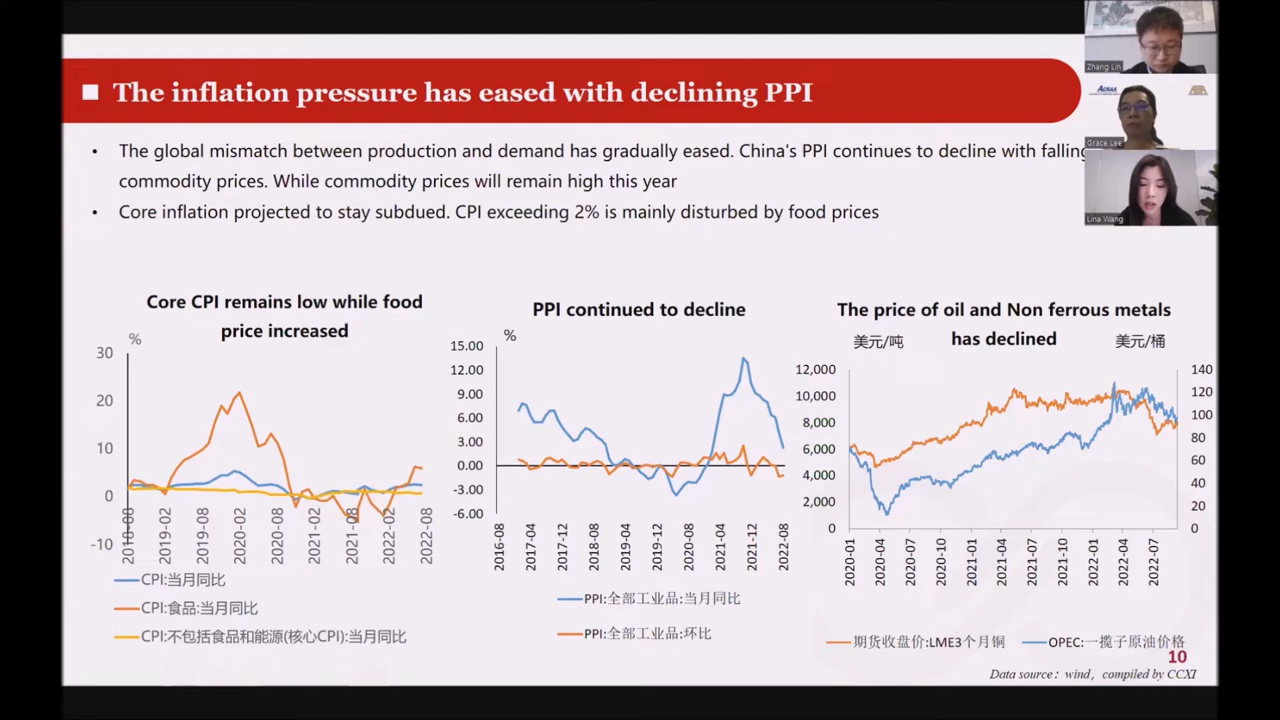 The inflation pressure has eased with declining PPI
Zhang Lin
ACRAA
Grace Lee
Lina Wang
• The global mismatch between production and demand has gradually eased. China's PPI continues to decline with falling
commodity prices. While commodity prices will remain high this year
• Core inflation projected to stay subdued. CPI exceeding 2% is mainly disturbed by food prices
Core CPI remains low while food
price increased
%
30
20
10
0
-10
2018-08
2019-02
2019-08
2020-02
2020-08
2021-02
2021-08
2022-02
2022-08
CPI:当月同比
CPI:食品:当月同比
CPI:不包括食品和能源(核心CPI):当月同比
PPI continued to decline
%
15.00
12.00
9.00
6.00
3.00
0.00
-3.00
-6.00
2016-08
2017-04
2017-12
2018-08
2019-04
2019-12
2020-08
2021-04
2021-12
2022-08
PPI:全部工业品:当月同比
PPI:全部工业品:环比
The price of oil and Non ferrous metals
has declined
美元/吨
美元/桶
12,000
10,000
8,000
6,000
4,000
2,000
0
140
120
100
80
60
40
20
0
2020-01
2020-04
2020-07
2020-10
2021-01
2021-04
2021-07
2021-10
2022-01
2022-04
2022-07
期货收盘价:LME3个月铜
OPEC:一揽子原油价格
10
Data source：wind，compiled by CCXI